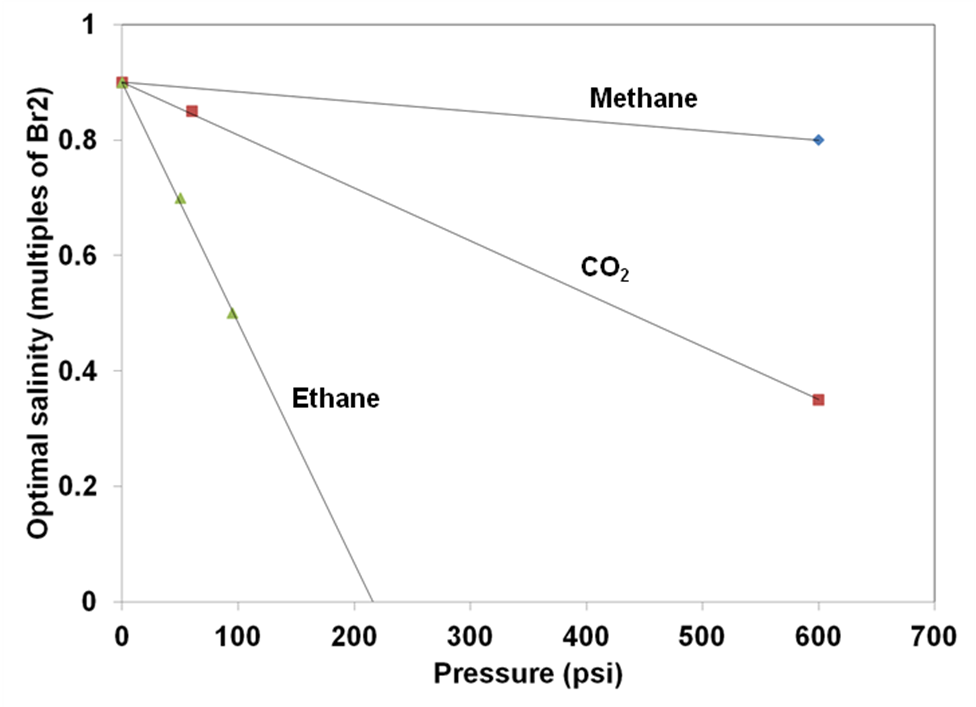 Optimal salinity (multiples of Br2)
1
0.8
0.6
0.4
0.2
0
Methane
CO₂
Ethane
0 100 200 300 400 500 600 700
Pressure (psi)